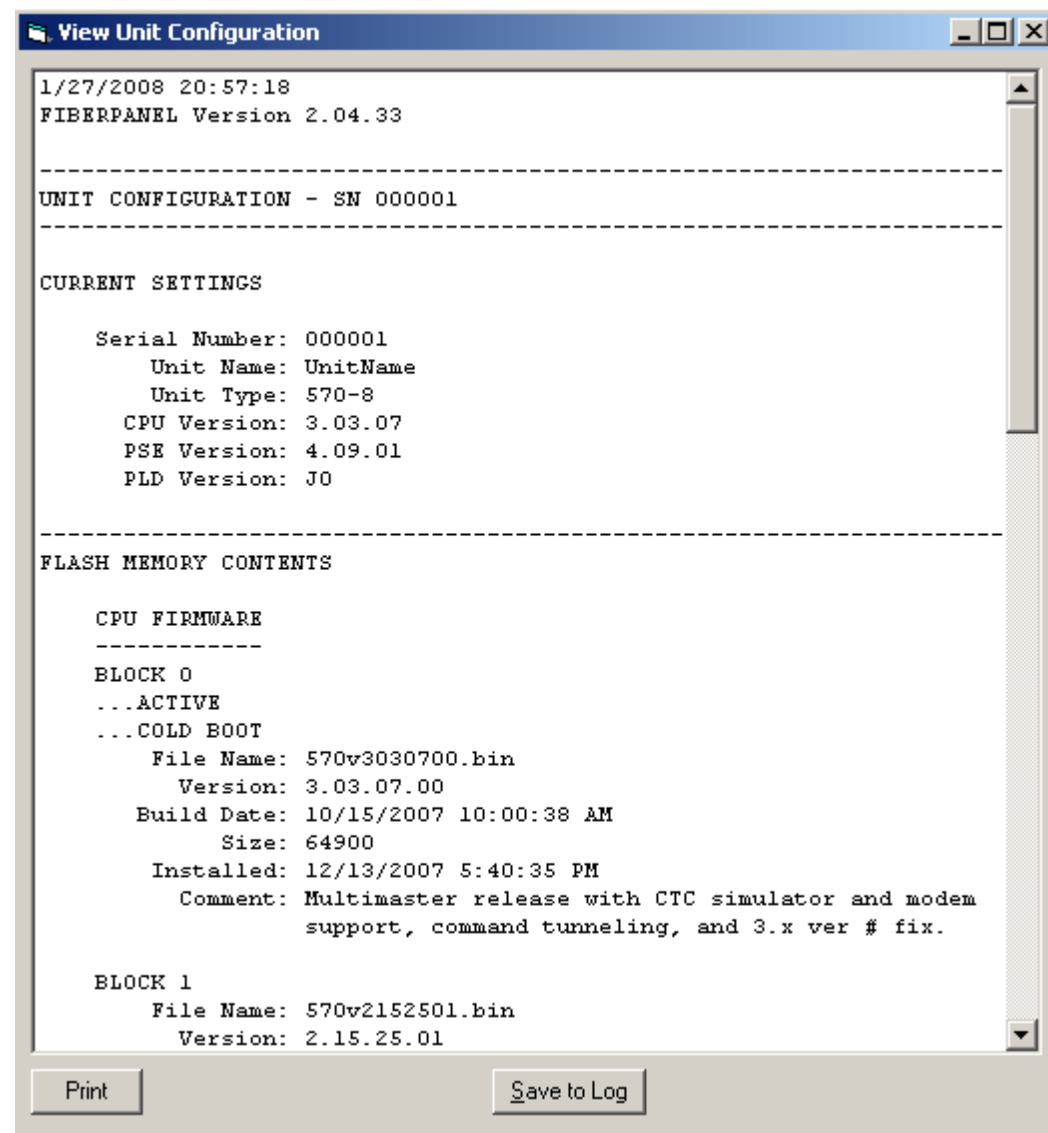 View Unit Configuration
1/27/2008 20:57:18
FIBERPANEL Version 2.04.33
--------------------------------------------------------------------
UNIT CONFIGURATION - SN 000001
--------------------------------------------------------------------
CURRENT SETTINGS
Serial Number: 000001
Unit Name: UnitName
Unit Type: 570-8
CPU Version: 3.03.07
PSE Version: 4.09.01
PLD Version: J0
--------------------------------------------------------------------
FLASH MEMORY CONTENTS
CPU FIRMWARE
------------
BLOCK 0
...ACTIVE
...COLD BOOT
File Name: 570v3030700.bin
Version: 3.03.07.00
Build Date: 10/15/2007 10:00:38 AM
Size: 64900
Installed: 12/13/2007 5:40:35 PM
Comment: Multimaster release with CTC simulator and modem
support, command tunneling, and 3.x ver # fix.
BLOCK 1
File Name: 570v2152501.bin
Version: 2.15.25.01
Print Save to Log